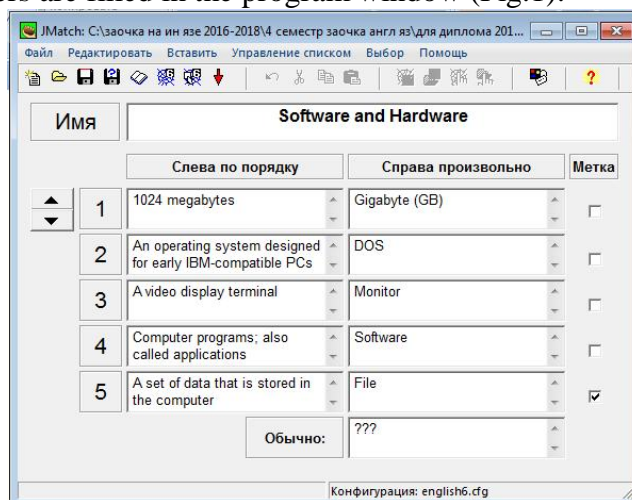 ers are filled in the program window (Fig.1).
JMatch: C:\заочка на ин язе 2016-2018\4 семестр заочка англ яз\для диплома 201...
Файл Редактировать Вставить Управление списком Выбор Помощь
Имя
Software and Hardware
Слева по порядку Справа произвольно Метка
1 1024 megabytes Gigabyte (GB)
2 An operating system designed DOS
for early IBM-compatible PCs
3 A video display terminal Monitor
4 Computer programs; also Software
called applications
5 A set of data that is stored in File
the computer
Обычно: ???
Конфигурация: english6.cfg